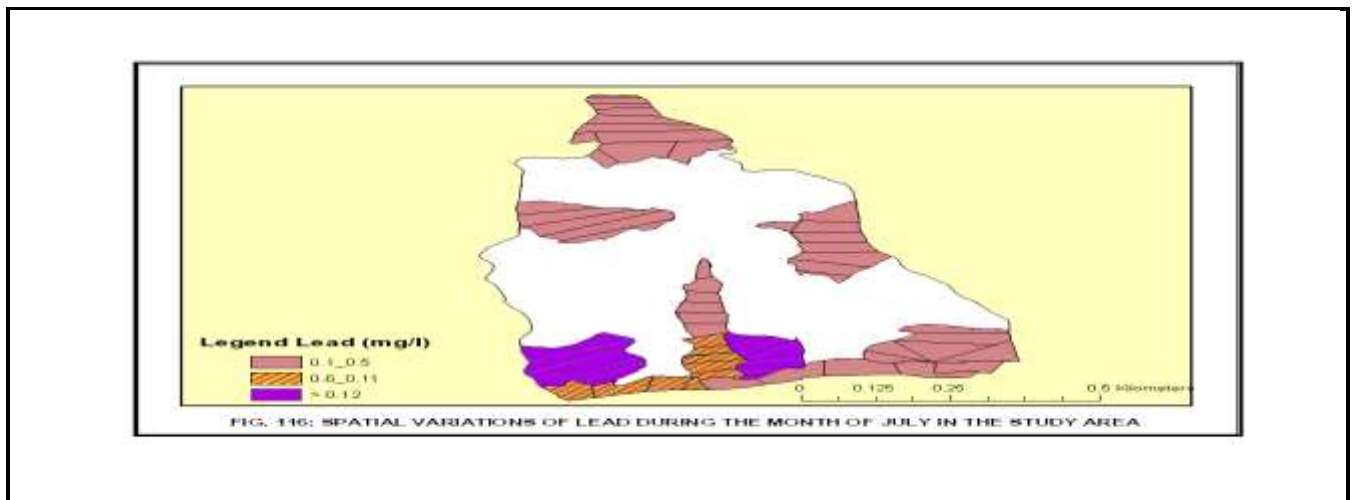 Legend Lead (mg/l)
0.1_0.5
0.6_0.11
> 0.12
0 0.125 0.25 0.5 Kilometers
FIG. 116: SPATIAL VARIATIONS OF LEAD DURING THE MONTH OF JULY IN THE STUDY AREA